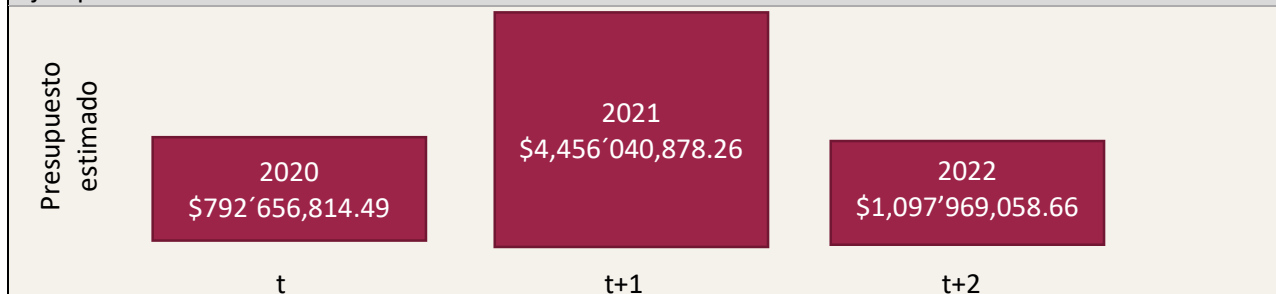 Presupuesto
estimado
2020
$792´656,814.49
2021
$4,456´040,878.26
2022
$1,097’969,058.66
t
t+1
t+2